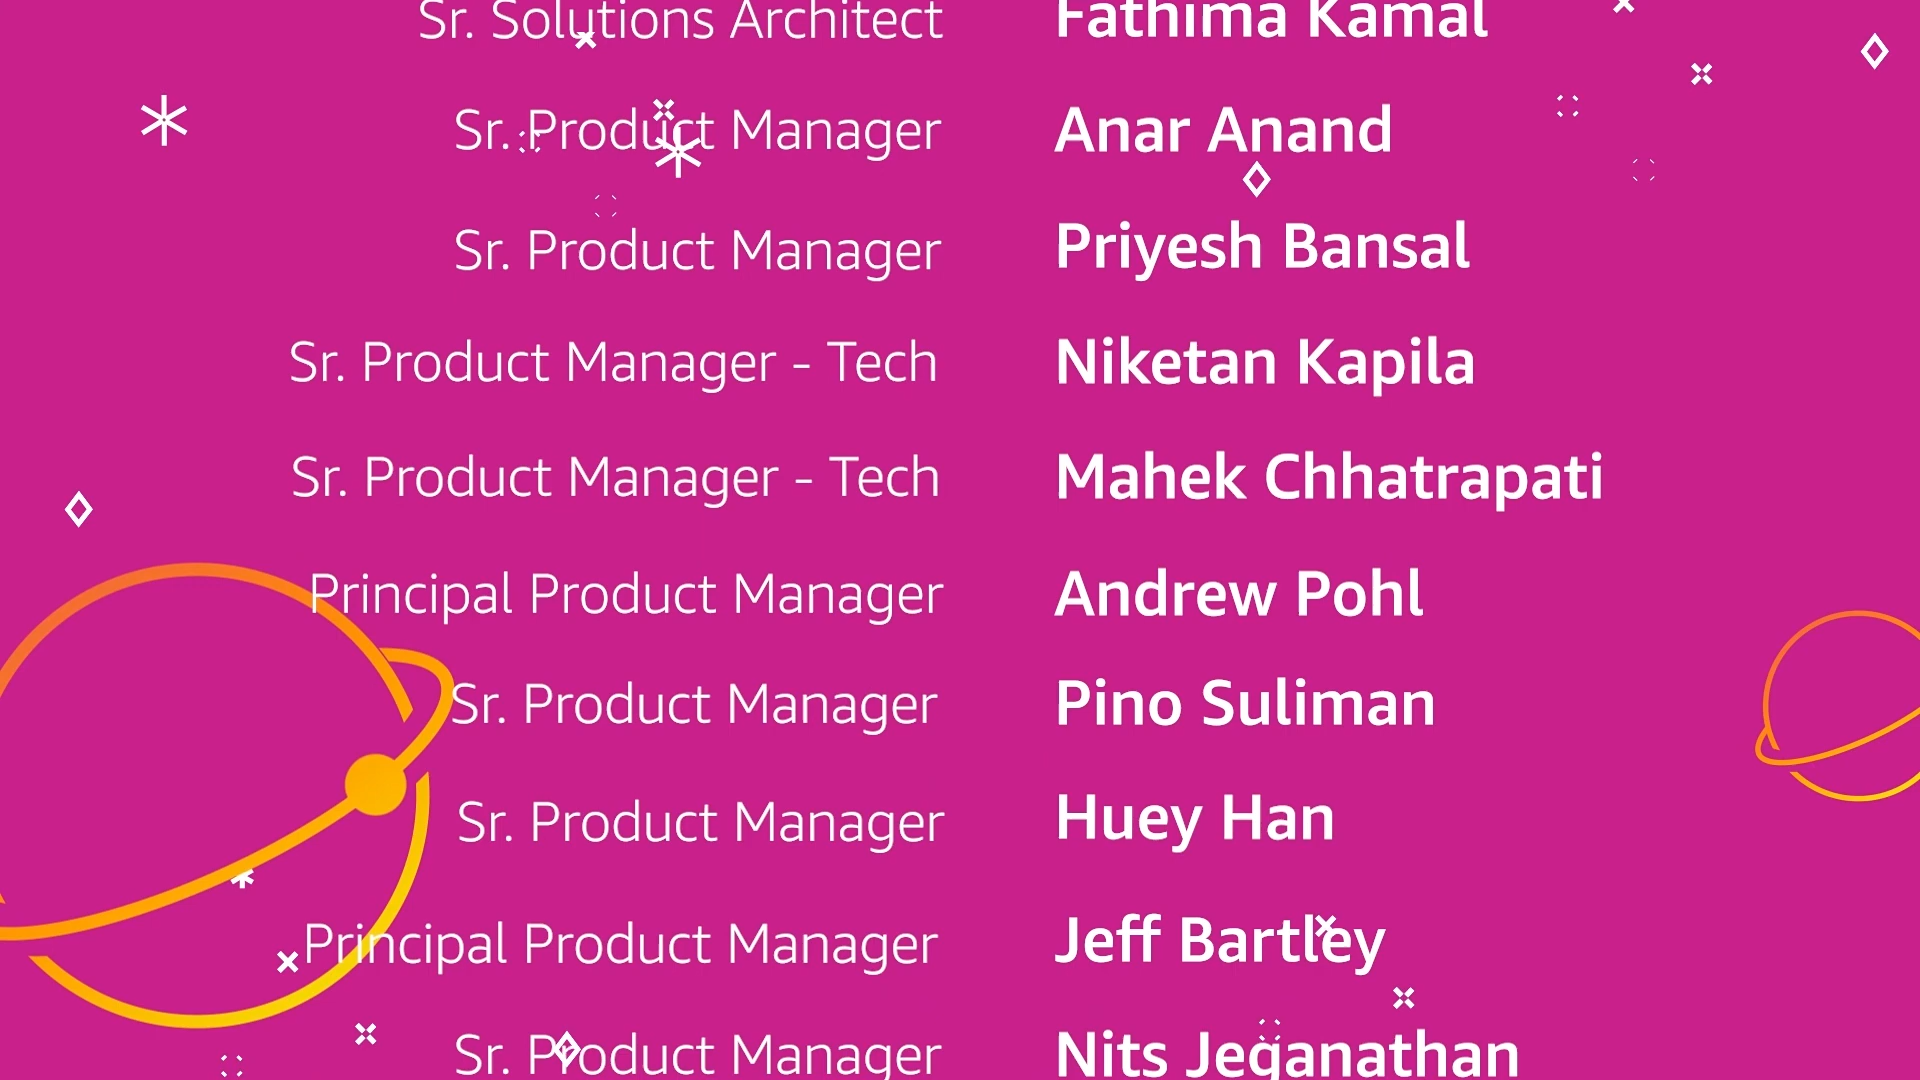 Sr. Solutions Architect Fathima Kamal
Sr. Product Manager Anar Anand
Sr. Product Manager Priyesh Bansal
Sr. Product Manager - Tech Niketan Kapila
Sr. Product Manager - Tech Mahek Chhatrapati
Principal Product Manager Andrew Pohl
Sr. Product Manager Pino Suliman
Sr. Product Manager Huey Han
Principal Product Manager Jeff Bartley
Sr. Product Manager Nits Jeganathan